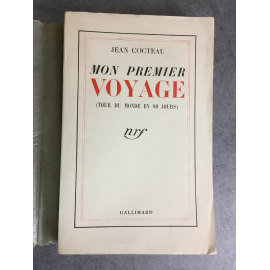 JEAN COCTEAU
MON PREMIER
VOYAGE
(TOUR DU MONDE EN 80 JOURS)
nrf
GALLIMARD